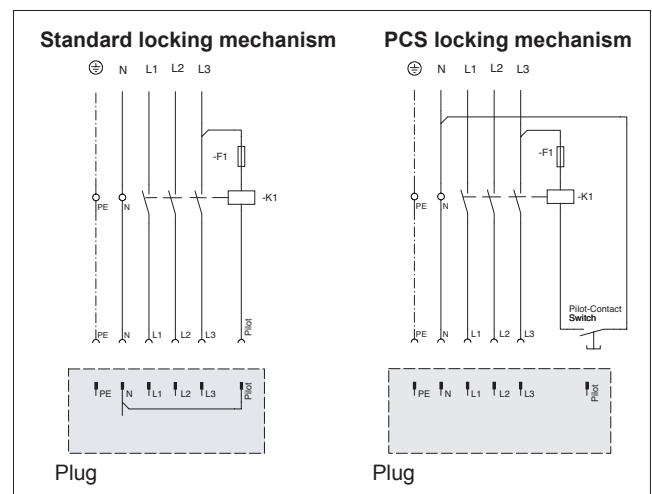 Standard locking mechanism
N L1 L2 L3
-F1
-K1
PE N
PE N L1 L2 L3 Pilot
PE N L1 L2 L3 Pilot
Plug
PCS locking mechanism
N L1 L2 L3
-F1
-K1
PE N
Pilot-Contact
Switch
PE N L1 L2 L3
PE N L1 L2 L3 Pilot
Plug